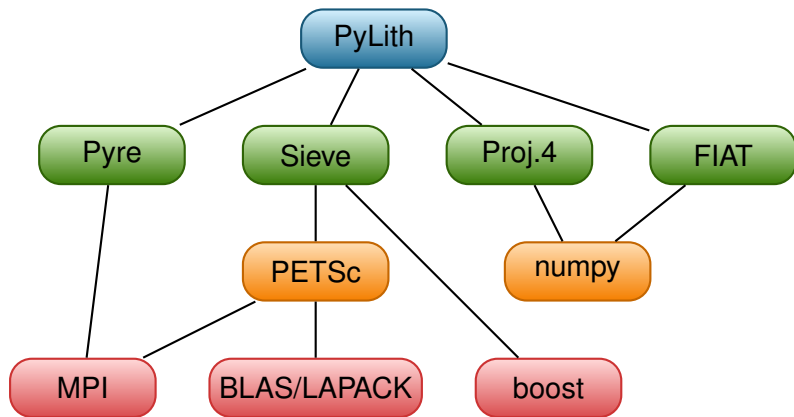 PyLith
Pyre
Sieve
Proj.4
FIAT
PETSc
numpy
MPI
BLAS/LAPACK
boost